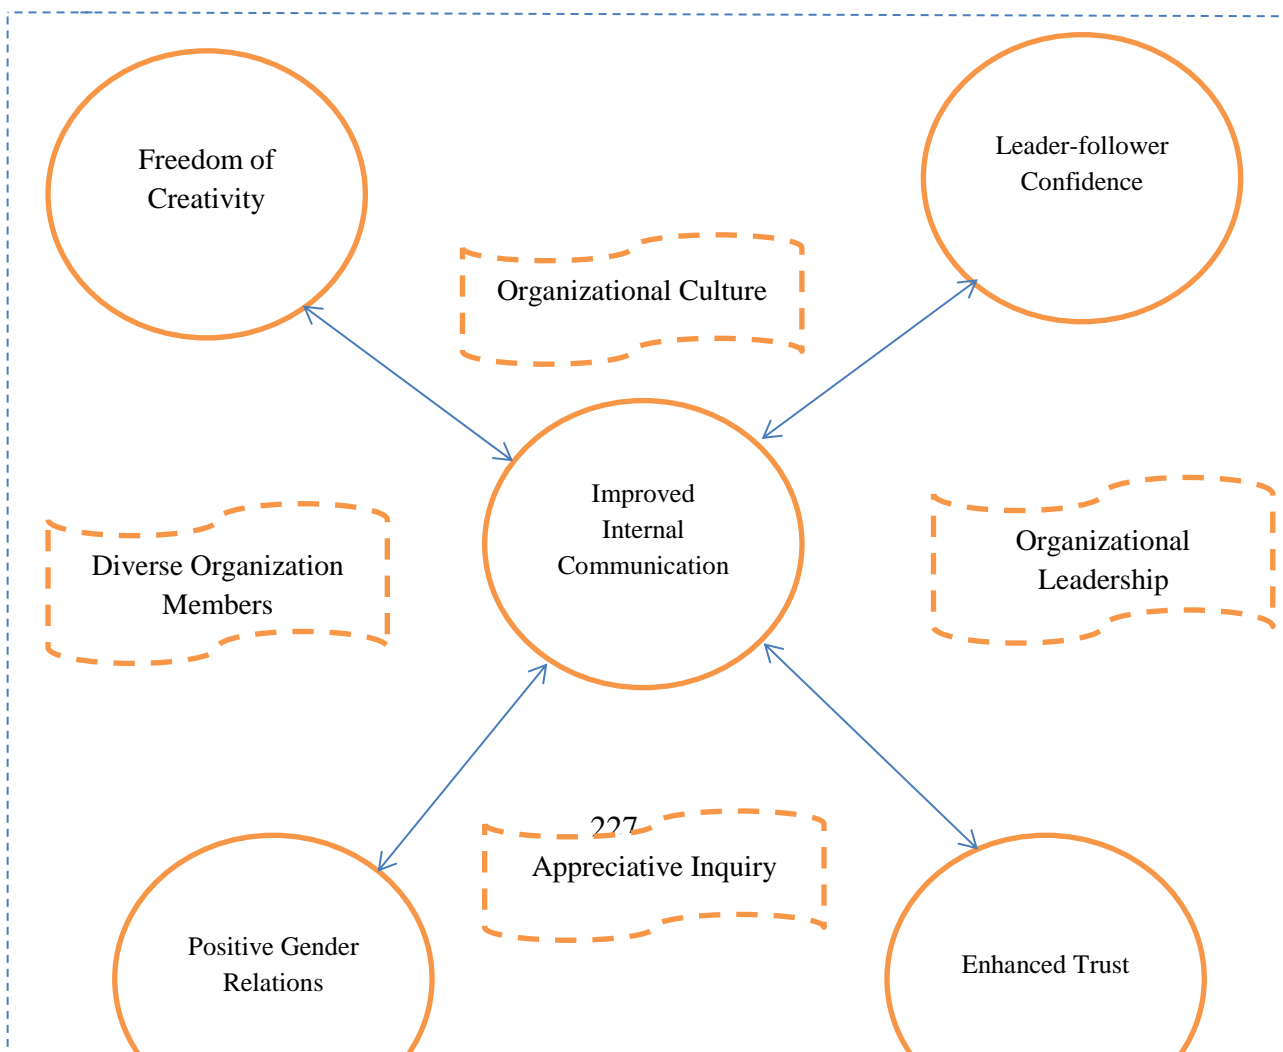 Freedom of
Creativity
Leader-follower
Confidence
Organizational Culture
Improved
Internal
Communication
Diverse Organization
Members
Organizational
Leadership
227
Appreciative Inquiry
Positive Gender
Relations
Enhanced Trust